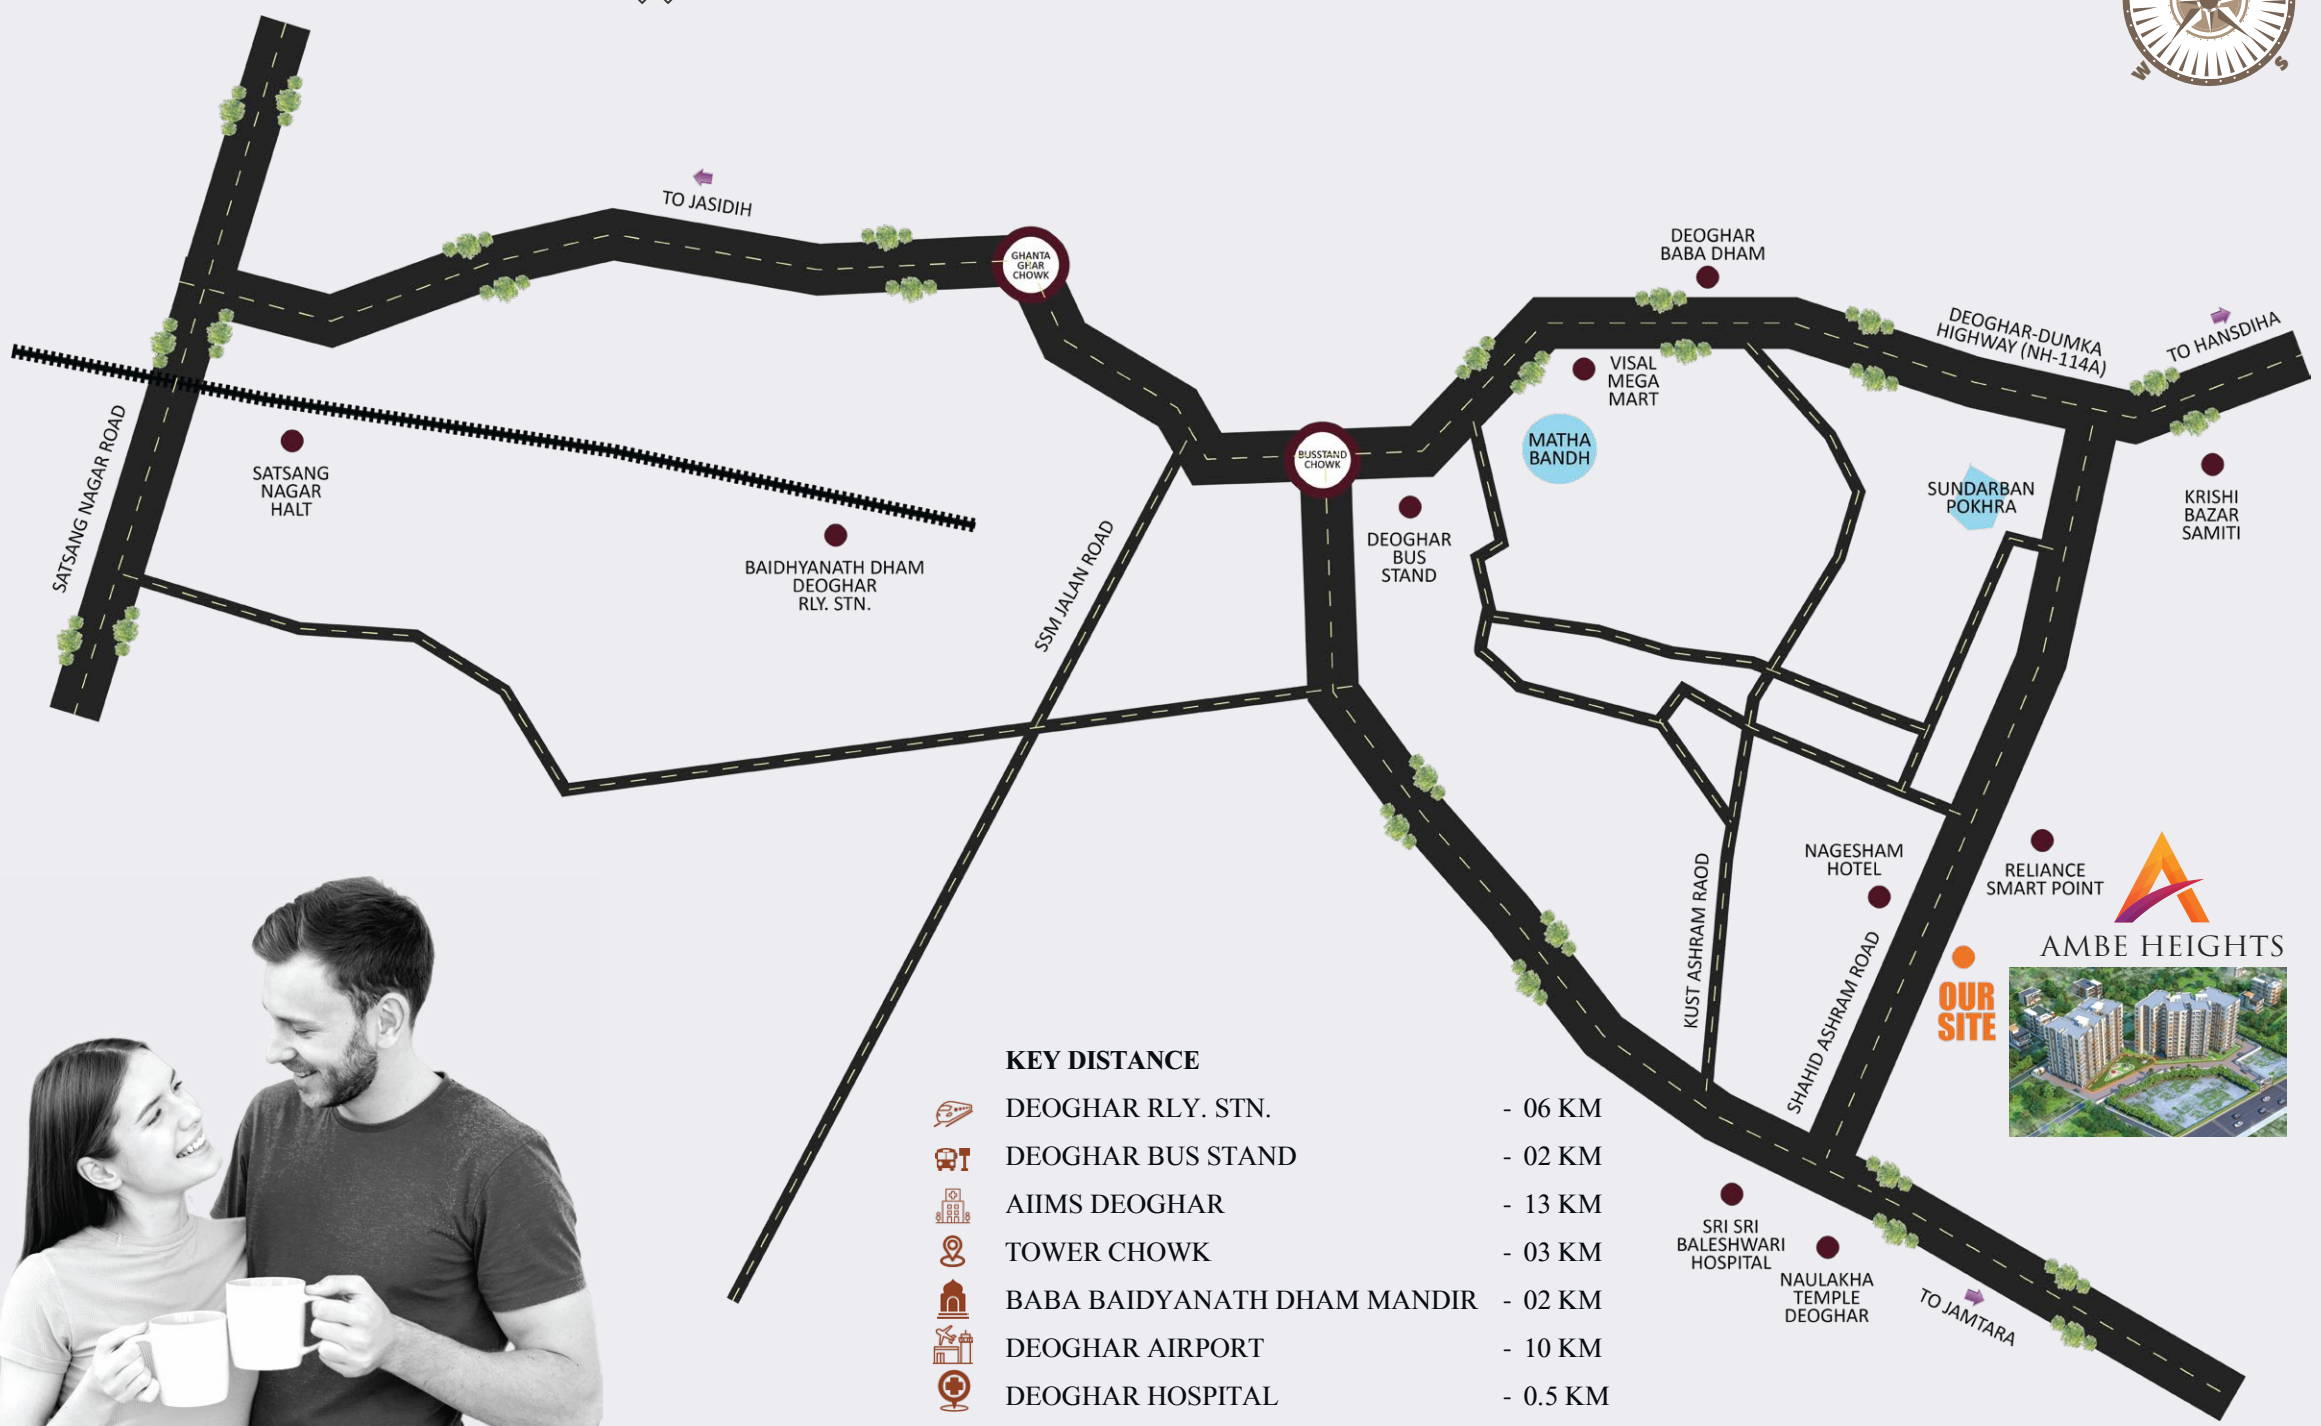 W
S
TO JASIDIH
GHANTA
GHAR
CHOWK
DEOGHAR
BABA DHAM
DEOGHAR-DUMKA
HIGHWAY (NH-114A)
TO HANSDIHA
VISAL
MEGA
MART
MATHA
BANDH
BUSSTAND
CHOWK
SATSANG NAGAR ROAD
SATSANG
NAGAR
HALT
BAIDHYANATH DHAM
DEOGHAR
RLY. STN.
SSM JALAN ROAD
DEOGHAR
BUS
STAND
SUNDARBAN
POKHRA
KRISHI
BAZAR
SAMITI
NAGESHAM
HOTEL
RELIANCE
SMART POINT
AMBE HEIGHTS
KUST ASHRAM RAOD
SHAHID ASHRAM ROAD
OUR
SITE
SRI SRI
BALESHWARI
HOSPITAL
NAULAKHA
TEMPLE
DEOGHAR
TO JAMTARA
KEY DISTANCE
DEOGHAR RLY. STN. - 06 KM
DEOGHAR BUS STAND - 02 KM
AIIMS DEOGHAR - 13 KM
TOWER CHOWK - 03 KM
BABA BAIDYANATH DHAM MANDIR - 02 KM
DEOGHAR AIRPORT - 10 KM
DEOGHAR HOSPITAL - 0.5 KM